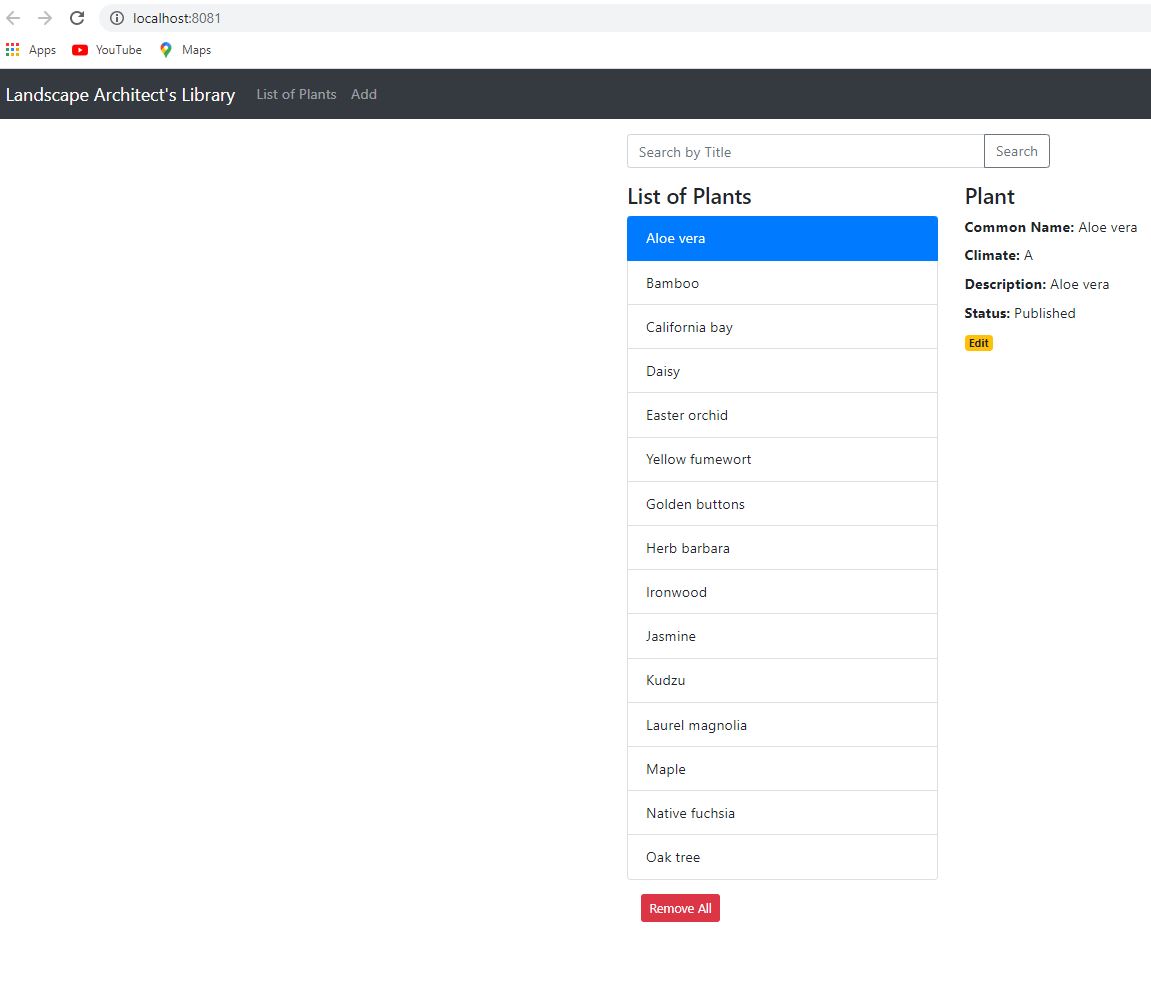 localhost:8081
Apps YouTube Maps
Landscape Architect's Library List of Plants Add
Search by Title Search
List of Plants
Aloe vera
Bamboo
California bay
Daisy
Easter orchid
Yellow fumewort
Golden buttons
Herb barbara
Ironwood
Jasmine
Kudzu
Laurel magnolia
Maple
Native fuchsia
Oak tree
Remove All
Plant
Common Name: Aloe vera
Climate: A
Description: Aloe vera
Status: Published
Edit